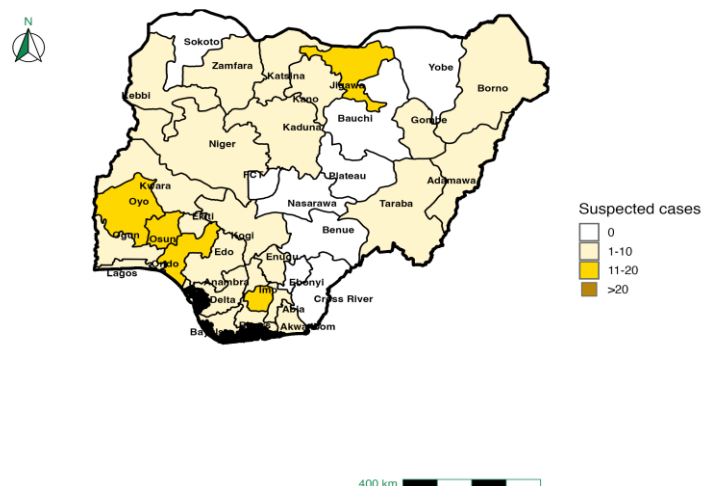 N
Sokoto
Zamfara
Katsina
Yobe
Borno
Kebbi
Jigawa
Kano
Kaduna
Bauchi
Gombe
Niger
FCT
Plateau
Adamawa
Kwara
Oyo
Nasarawa
Taraba
Ekiti
Ogun
Osun
Kogi
Benue
Edo
Enugu
Ondo
Lagos
Anambra
Imo
Ebonyi
Delta
Abia
Cross River
Akwa Ibom
Suspected cases
0
1-10
11-20
>20
400 km